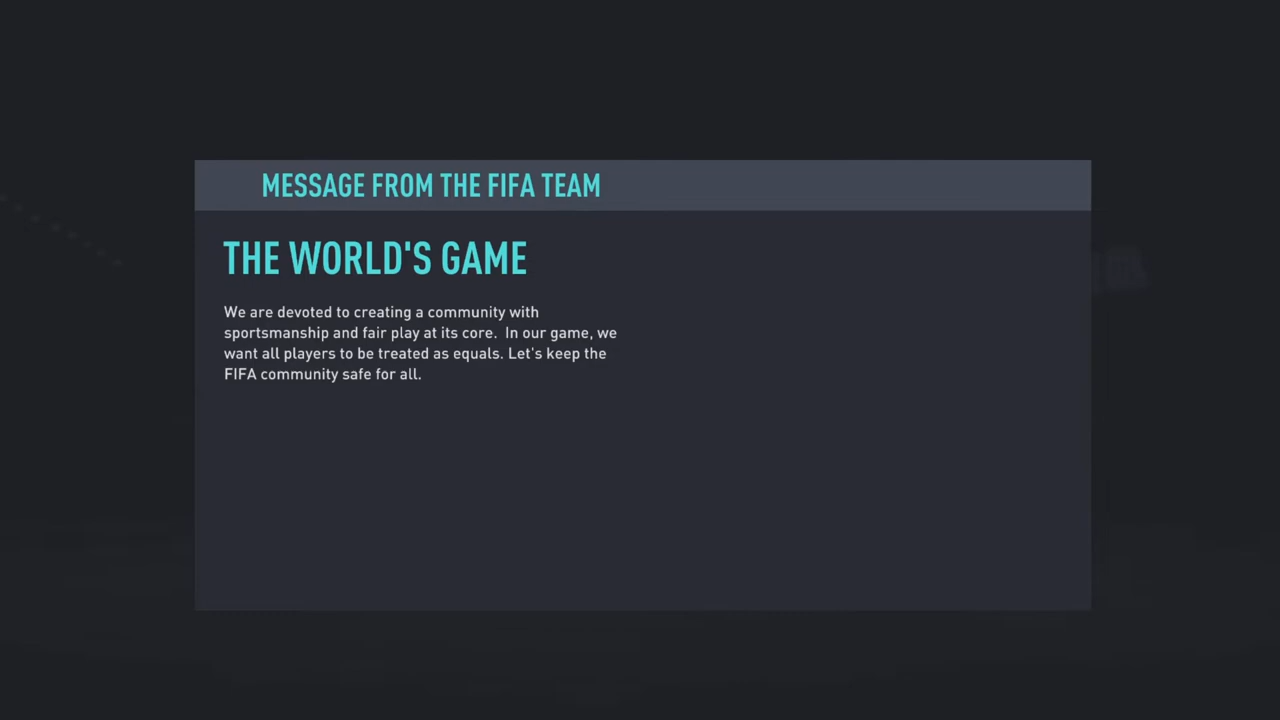 MESSAGE FROM THE FIFA TEAM
THE WORLD'S GAME
We are devoted to creating a community with
sportsmanship and fair play at its core.  In our game, we
want all players to be treated as equals. Let's keep the
FIFA community safe for all.